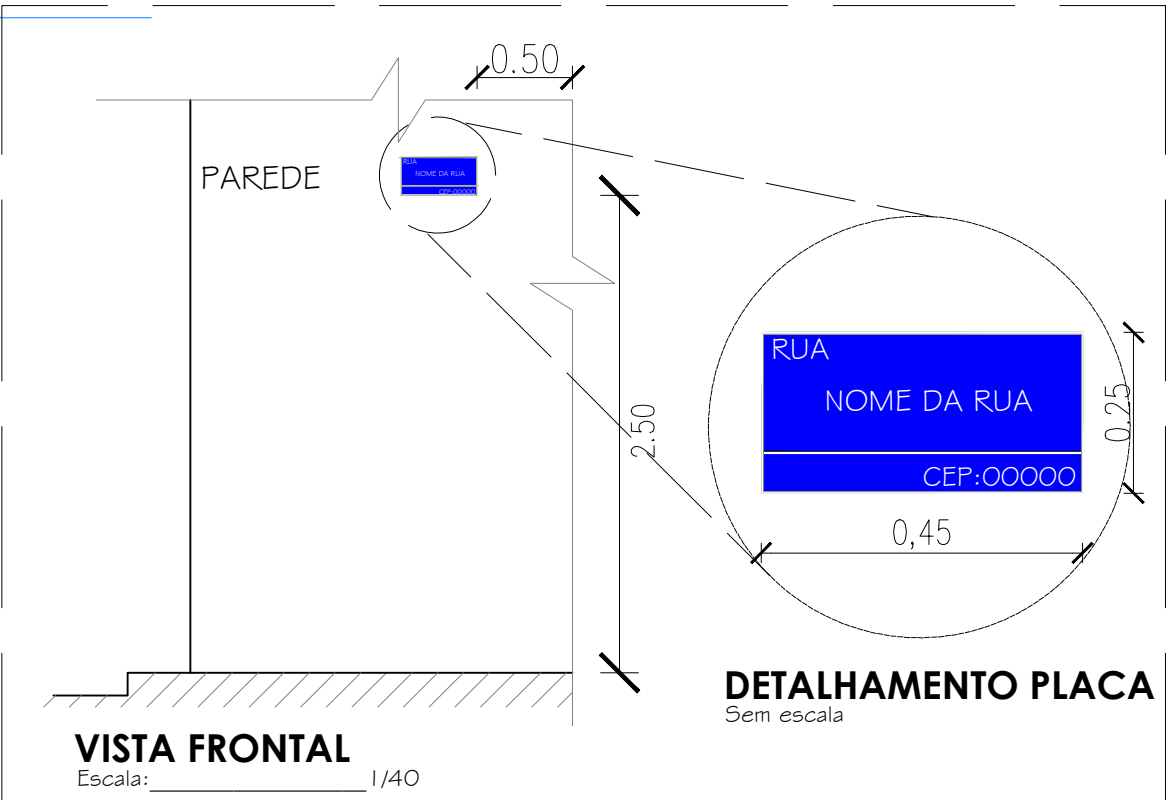 0.50
PAREDE
RUA
NOME DA RUA
CEP:00000
2.50
RUA
NOME DA RUA
CEP:00000
0.25
0,45
DETALHAMENTO PLACA
Sem escala
VISTA FRONTAL
Escala:____________________1/40